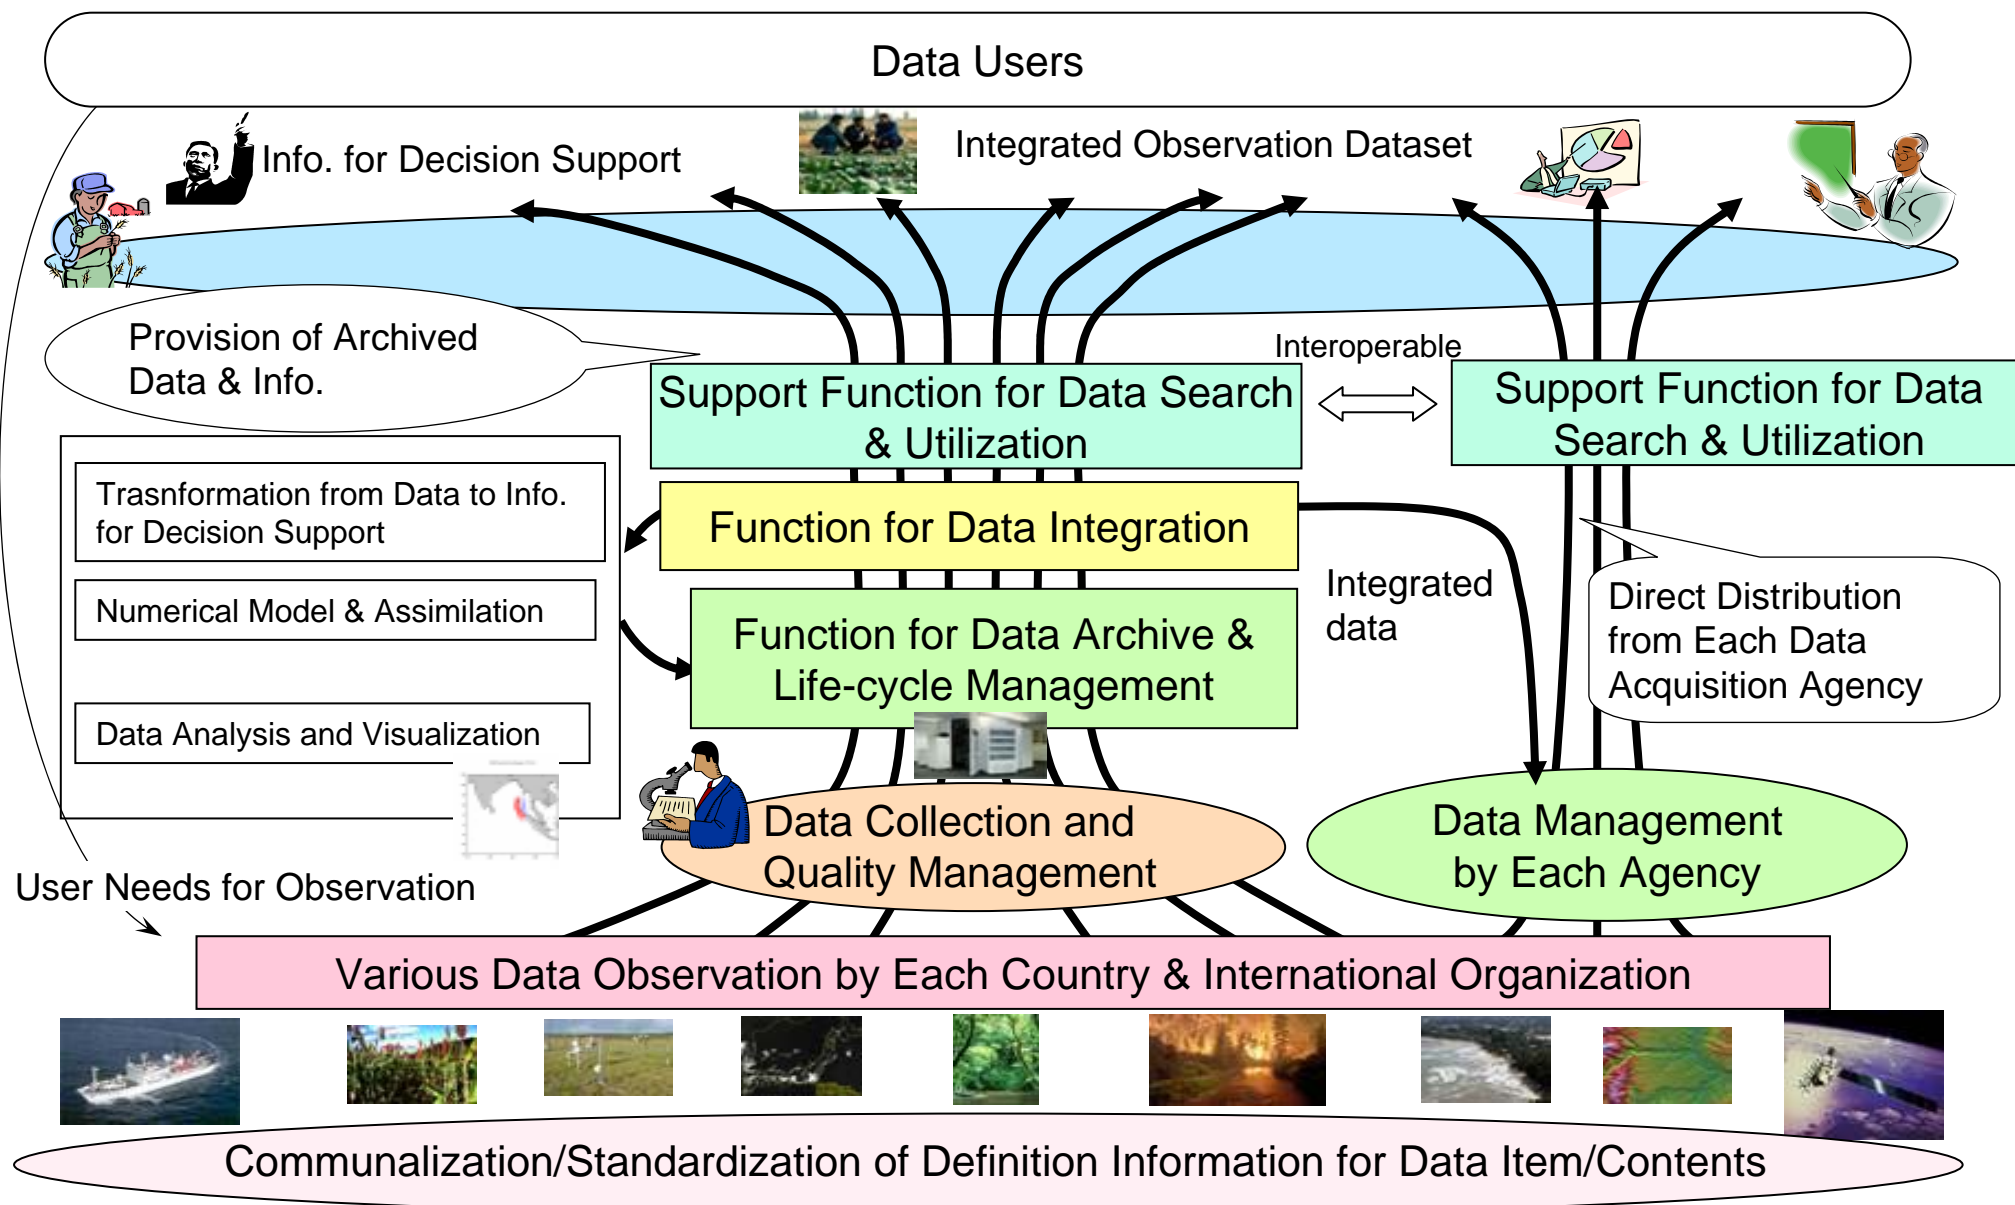 Data Users
Info. for Decision Support
Integrated Observation Dataset
Provision of Archived
Data & Info.
Interoperable
Support Function for Data Search
& Utilization
Support Function for Data
Search & Utilization
Trasnformation from Data to Info.
for Decision Support
Function for Data Integration
Numerical Model & Assimilation
Integrated
data
Direct Distribution
from Each Data
Acquisition Agency
Function for Data Archive &
Life-cycle Management
Data Analysis and Visualization
Data Collection and
Quality Management
Data Management
by Each Agency
User Needs for Observation
Various Data Observation by Each Country & International Organization
Communalization/Standardization of Definition Information for Data Item/Contents